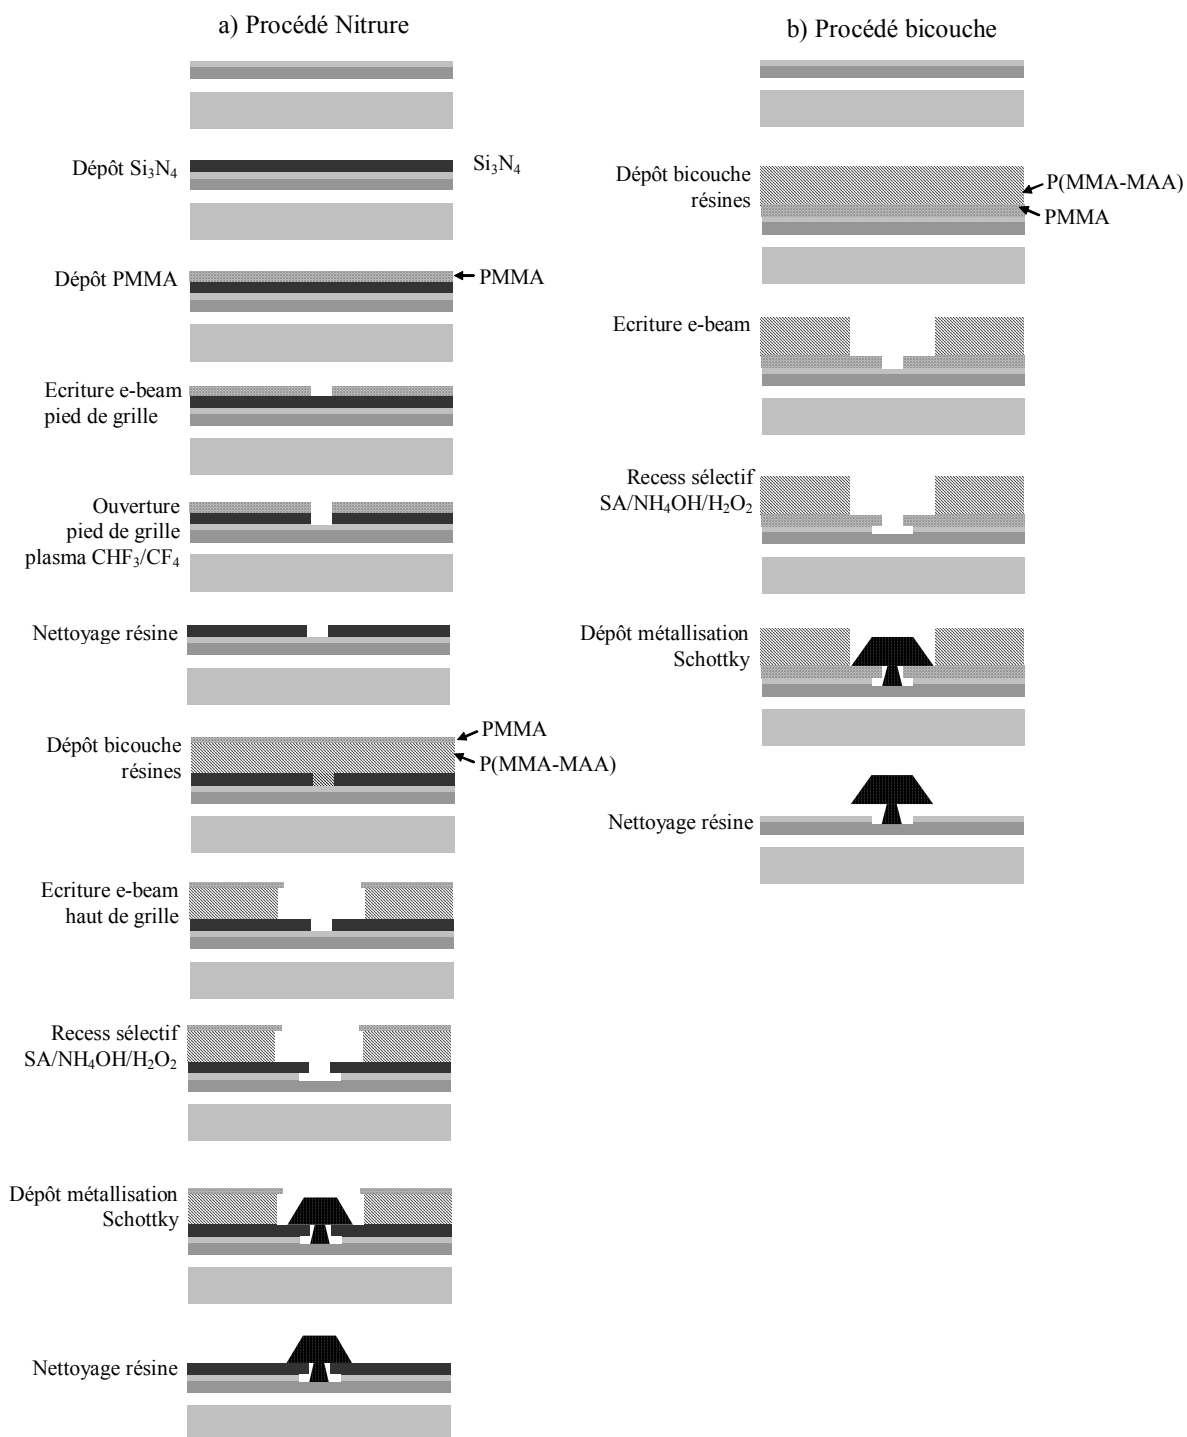 a) Procédé Nitrure
Dépôt Si₃N₄
Si₃N₄
Dépôt PMMA
PMMA
Ecriture e-beam
pied de grille
Ouverture
pied de grille
plasma CHF₃/CF₄
Nettoyage résine
Dépôt bicouche
résines
PMMA
P(MMA-MAA)
Ecriture e-beam
haut de grille
Recess sélectif
SA/NH₄OH/H₂O₂
Dépôt métallisation
Schottky
Nettoyage résine
b) Procédé bicouche
Dépôt bicouche
résines
P(MMA-MAA)
PMMA
Ecriture e-beam
Recess sélectif
SA/NH₄OH/H₂O₂
Dépôt métallisation
Schottky
Nettoyage résine